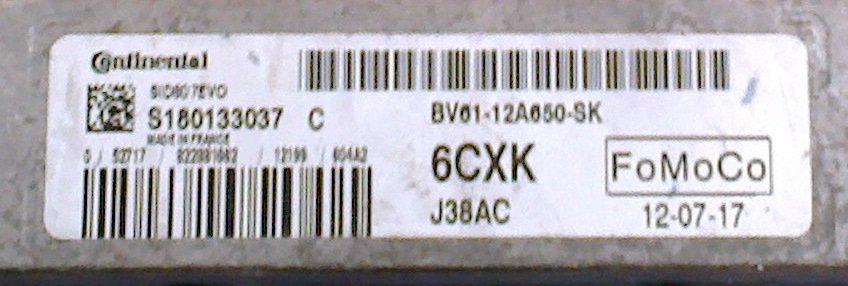 Continental
SID807EVO
S180133037 C
MADE IN FRANCE
BV61-12A650-SK
6CXK
FoMoCo
J38AC
12-07-17